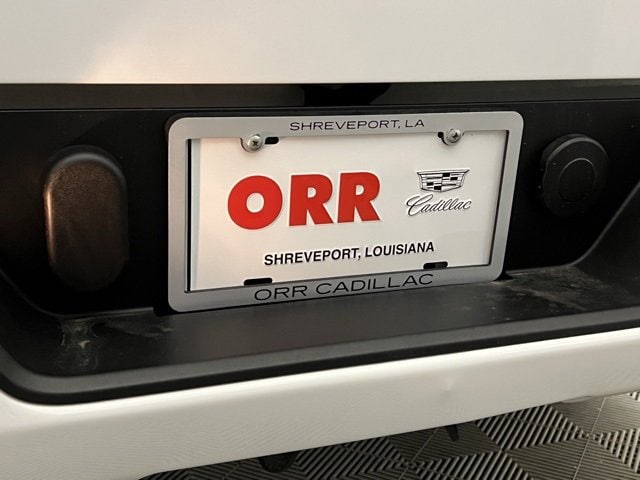 SHREVEPORT, LA
ORR Cadillac
SHREVEPORT, LOUISIANA
ORR CADILLAC